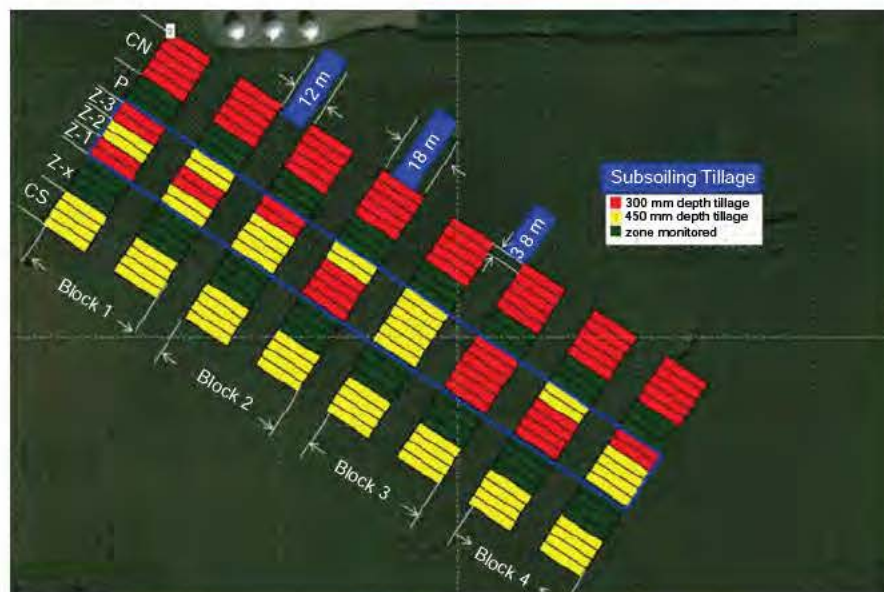 CN
P
Z-3
Z-2
Z-1
Z-x
CS
12 m
18 m
3.8 m
Subsoiling Tillage
300 mm depth tillage
450 mm depth tillage
zone monitored
Block 1
Block 2
Block 3
Block 4